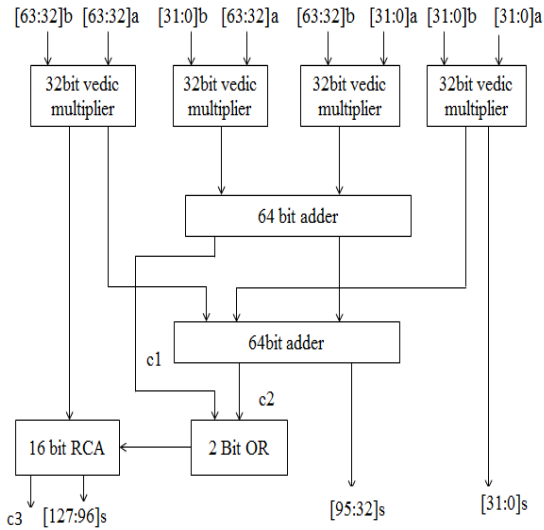 [63:32]b [63:32]a [31:0]b [63:32]a [63:32]b [31:0]a [31:0]b [31:0]a
32bit vedic multiplier
32bit vedic multiplier
32bit vedic multiplier
32bit vedic multiplier
64 bit adder
64bit adder
c1
c2
16 bit RCA
2 Bit OR
c3
[127:96]s
[95:32]s
[31:0]s